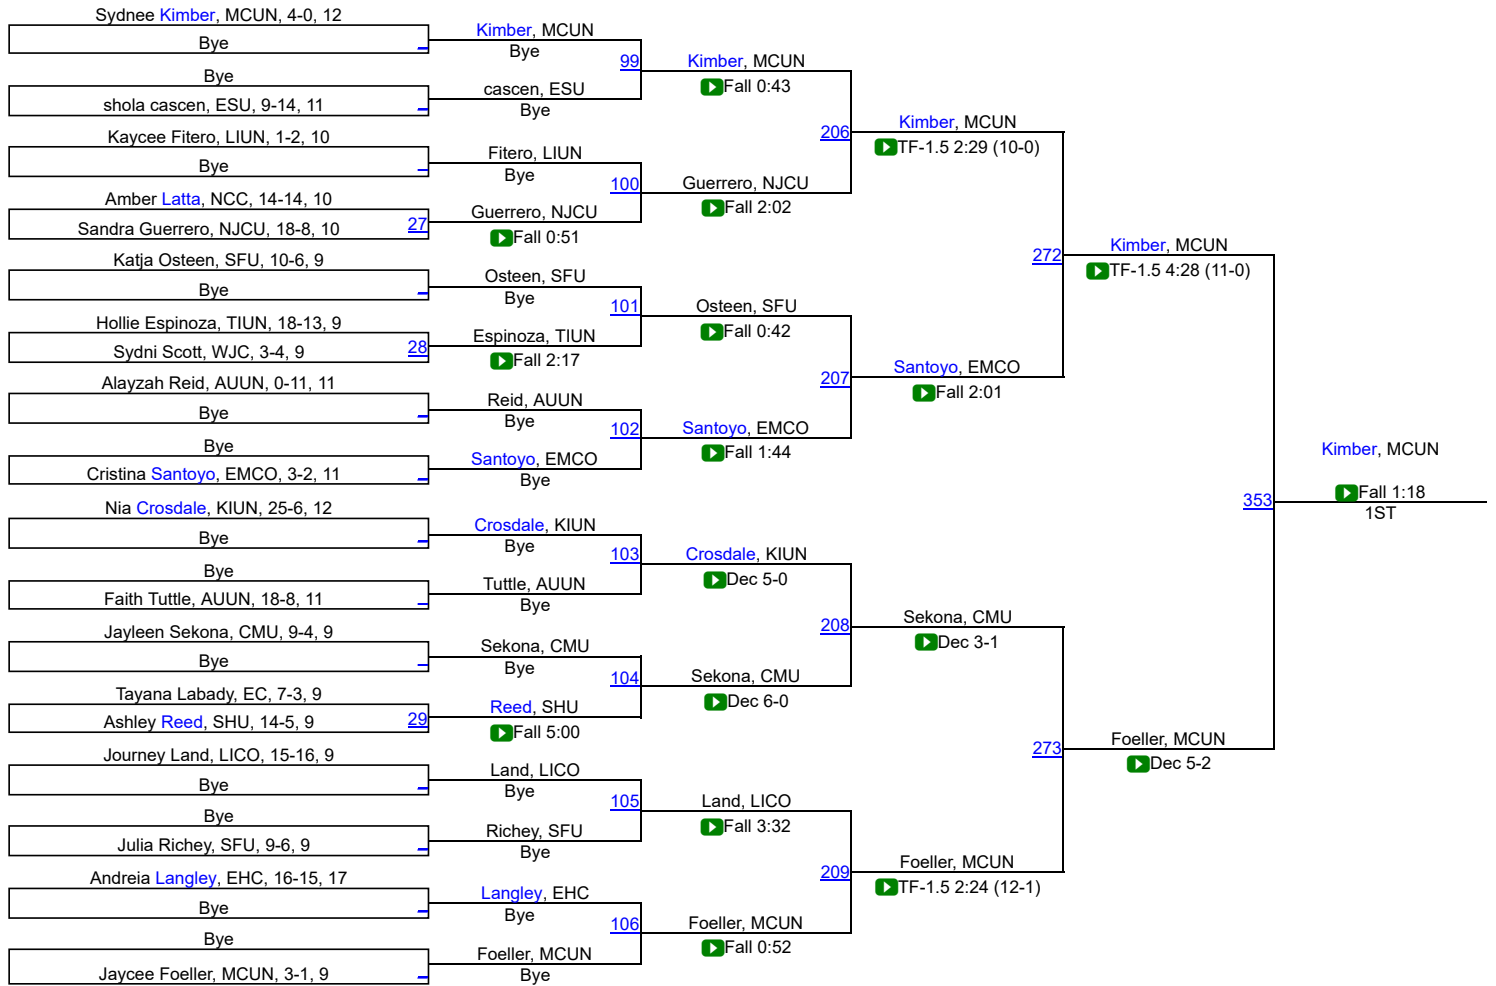 Sydnee Kimber, MCUN, 4-0, 12
Bye
Bye
shola cascen, ESU, 9-14, 11
Kaycee Fitero, LIUN, 1-2, 10
Bye
Amber Latta, NCC, 14-14, 10
Sandra Guerrero, NJCU, 18-8, 10
27
Katja Osteen, SFU, 10-6, 9
Bye
Hollie Espinoza, TIUN, 18-13, 9
Sydni Scott, WJC, 3-4, 9
28
Alayzah Reid, AUUN, 0-11, 11
Bye
Bye
Cristina Santoyo, EMCO, 3-2, 11
Nia Crosdale, KIUN, 25-6, 12
Bye
Bye
Faith Tuttle, AUUN, 18-8, 11
Jayleen Sekona, CMU, 9-4, 9
Bye
Tayana Labady, EC, 7-3, 9
Ashley Reed, SHU, 14-5, 9
29
Journey Land, LICO, 15-16, 9
Bye
Bye
Julia Richey, SFU, 9-6, 9
Andreia Langley, EHC, 16-15, 17
Bye
Bye
Jaycee Foeller, MCUN, 3-1, 9
Kimber, MCUN
Bye
99
cascen, ESU
Bye
Fitero, LIUN
Bye
100
Guerrero, NJCU
Fall 0:51
Osteen, SFU
Bye
101
Espinoza, TIUN
Fall 2:17
Reid, AUUN
Bye
102
Santoyo, EMCO
Bye
Crosdale, KIUN
Bye
103
Tuttle, AUUN
Bye
Sekona, CMU
Bye
104
Reed, SHU
Fall 5:00
Land, LICO
Bye
105
Richey, SFU
Bye
Langley, EHC
Bye
106
Foeller, MCUN
Bye
Kimber, MCUN
Fall 0:43
206
Guerrero, NJCU
Fall 2:02
Osteen, SFU
Fall 0:42
207
Santoyo, EMCO
Fall 1:44
Crosdale, KIUN
Dec 5-0
208
Sekona, CMU
Dec 6-0
Land, LICO
Fall 3:32
209
Foeller, MCUN
Fall 0:52
Kimber, MCUN
TF-1.5 2:29 (10-0)
272
Santoyo, EMCO
Fall 2:01
Sekona, CMU
Dec 3-1
273
Foeller, MCUN
TF-1.5 2:24 (12-1)
Kimber, MCUN
TF-1.5 4:28 (11-0)
353
Foeller, MCUN
Dec 5-2
Kimber, MCUN
Fall 1:18
1ST